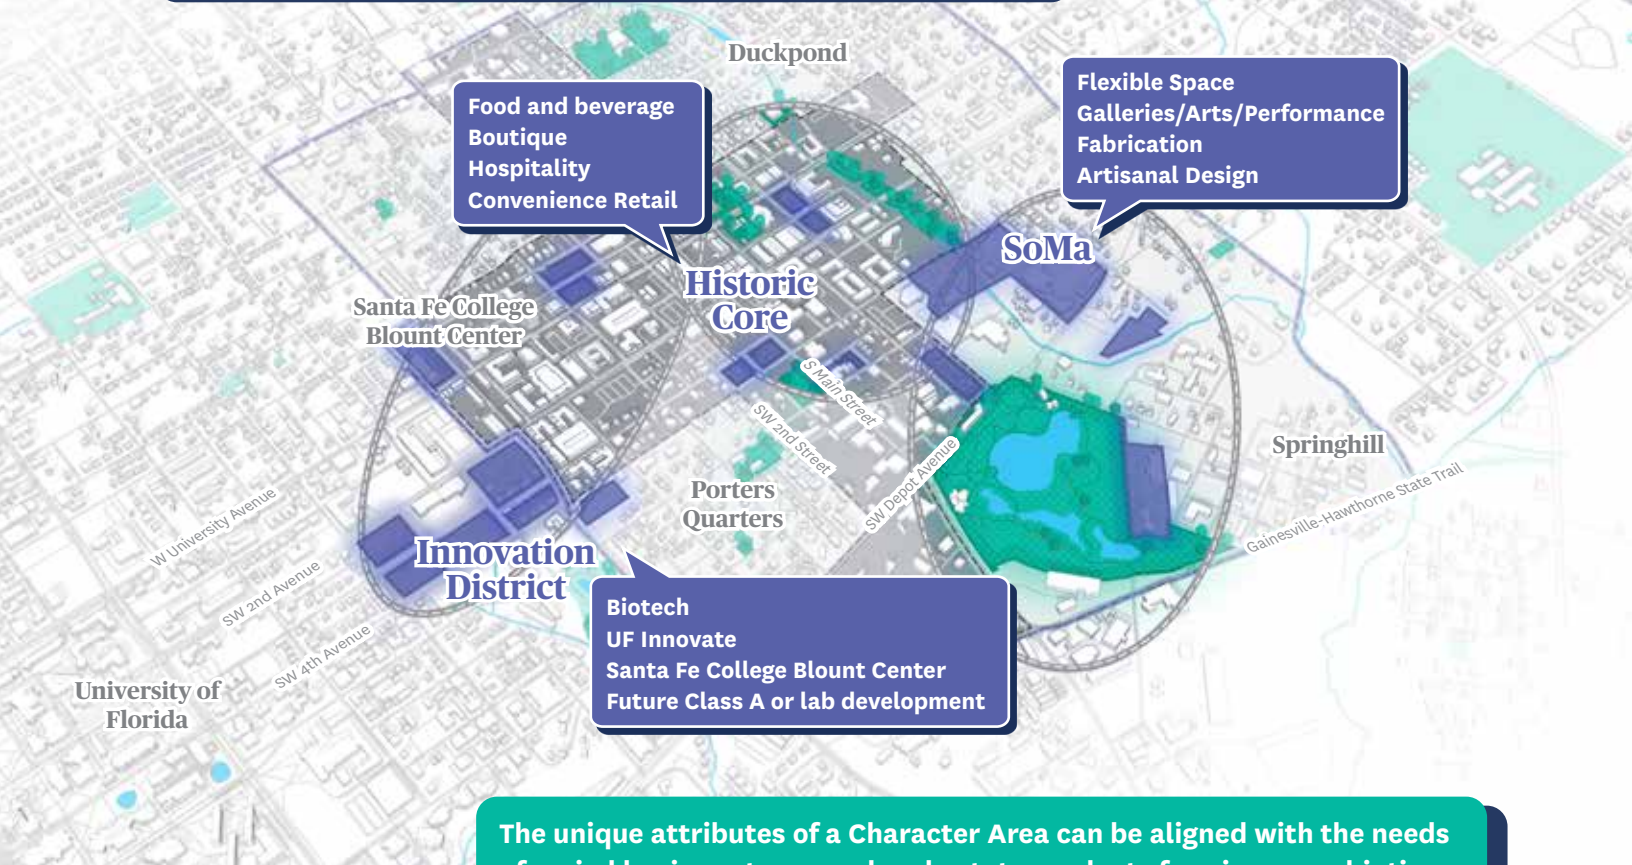 Duckpond
Food and beverage
Boutique
Hospitality
Convenience Retail
Flexible Space
Galleries/Arts/Performance
Fabrication
Artisanal Design
SoMa
Historic
Core
Santa Fe College
Blount Center
S Main Street
SW 2nd Street
SW Depot Avenue
Springhill
Gainesville-Hawthorne State Trail
Porters
Quarters
W University Avenue
SW 2nd Avenue
SW 4th Avenue
Innovation
District
Biotech
UF Innovate
Santa Fe College Blount Center
Future Class A or lab development
University of
Florida
The unique attributes of a Character Area can be aligned with the needs